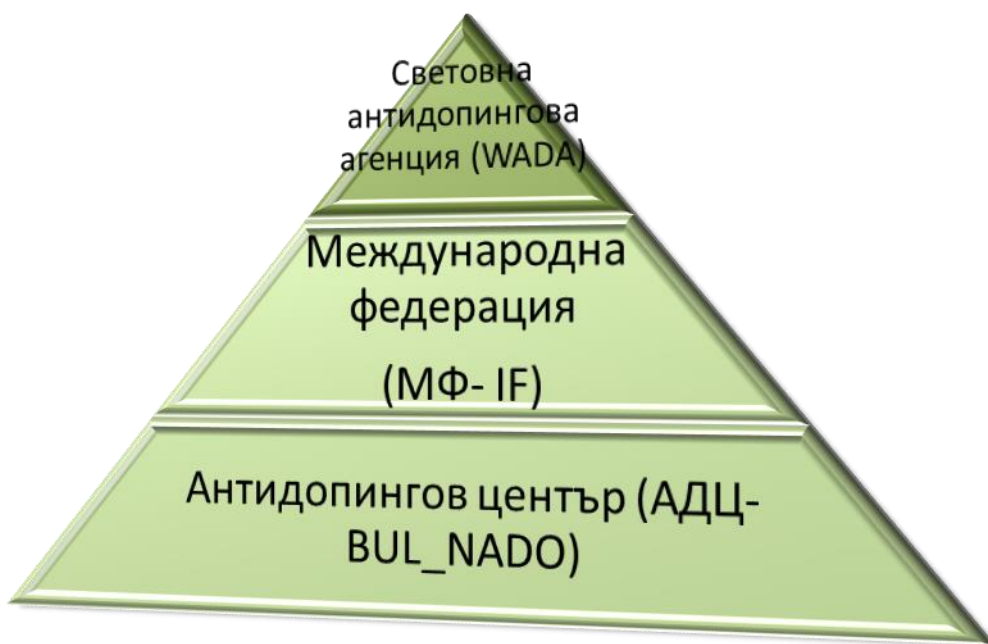 Световна
антидопингова
агенция (WADA)
Международна
федерация
(МФ- IF)
Антидопингов център (АДЦ-
BUL_NADO)